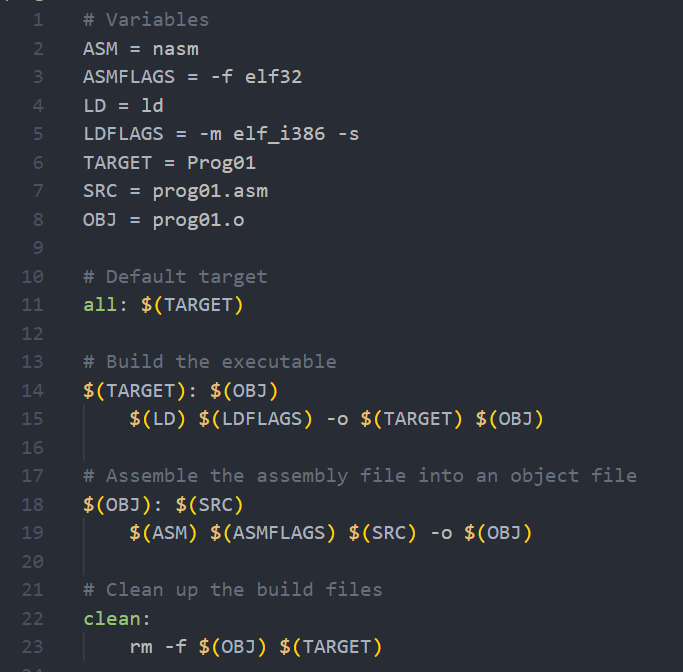 1 # Variables
2 ASM = nasm
3 ASMFLAGS = -f elf32
4 LD = ld
5 LDFLAGS = -m elf_i386 -s
6 TARGET = Prog01
7 SRC = prog01.asm
8 OBJ = prog01.o
9
10 # Default target
11 all: $(TARGET)
12
13 # Build the executable
14 $(TARGET): $(OBJ)
15     $(LD) $(LDFLAGS) -o $(TARGET) $(OBJ)
16
17 # Assemble the assembly file into an object file
18 $(OBJ): $(SRC)
19     $(ASM) $(ASMFLAGS) $(SRC) -o $(OBJ)
20
21 # Clean up the build files
22 clean:
23     rm -f $(OBJ) $(TARGET)